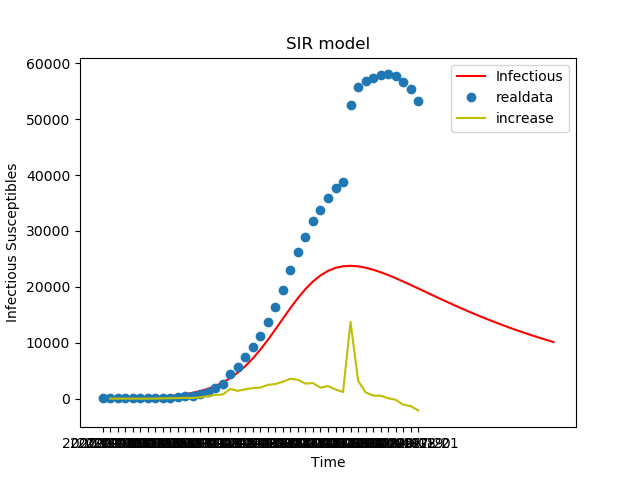 SIR model
Infectious
realdata
increase
60000
50000
40000
30000
20000
10000
0
Infectious Susceptibles
Time